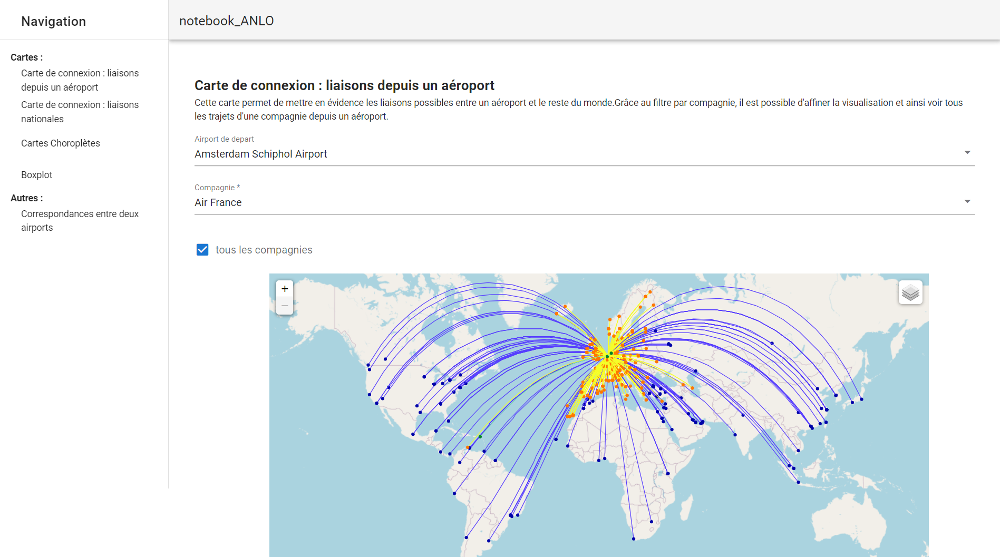 Navigation
notebook_ANLO
Cartes :
Carte de connexion : liaisons
depuis un aéroport
Carte de connexion : liaisons
nationales
Cartes Choroplètes
Boxplot
Autres :
Correspondances entre deux
airports
Carte de connexion : liaisons depuis un aéroport
Cette carte permet de mettre en évidence les liaisons possibles entre un aéroport et le reste du monde.Grâce au filtre par compagnie, il est possible d'affiner la visualisation et ainsi voir tous
les trajets d'une compagnie depuis un aéroport.
Airport de depart
Amsterdam Schiphol Airport
Compagnie *
Air France
tous les compagnies
+
−